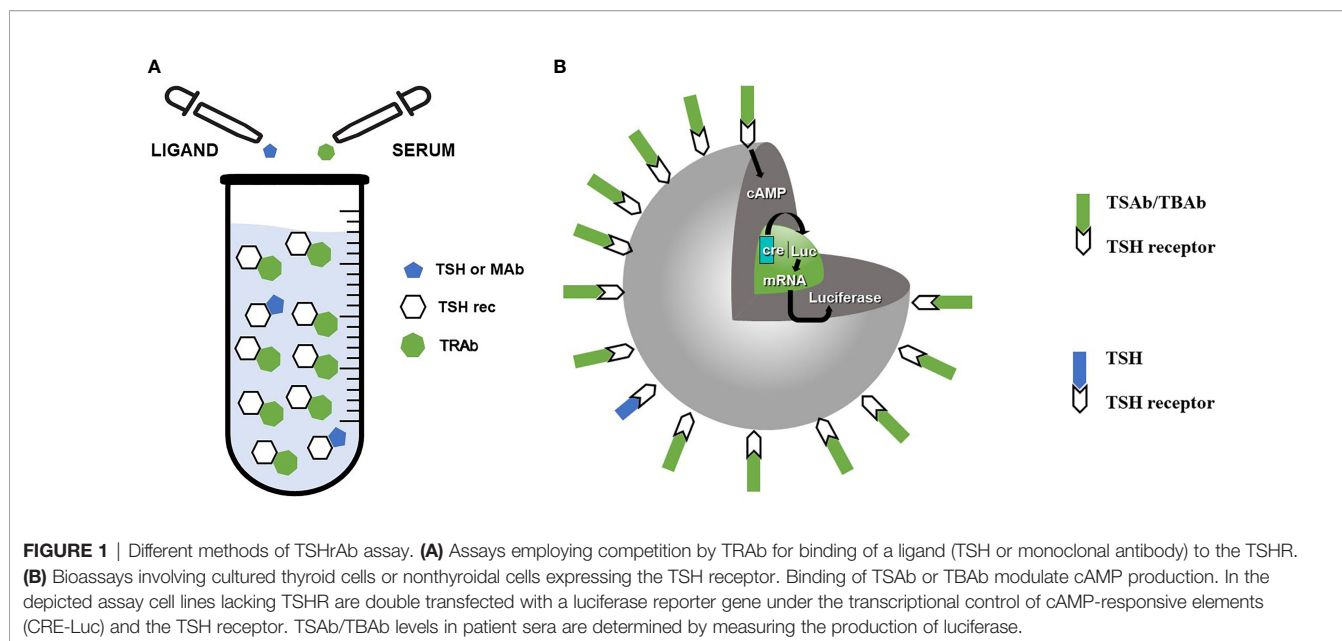 A
LIGAND
SERUM
TSH or MAb
TSH rec
TRAb
B
cAMP
cre Luc
mRNA
Luciferase
TSAb/TBAb
TSH receptor
TSH
TSH receptor
FIGURE 1 | Different methods of TSHrAb assay. (A) Assays employing competition by TRAb for binding of a ligand (TSH or monoclonal antibody) to the TSHR.
(B) Bioassays involving cultured thyroid cells or nonthyroidal cells expressing the TSH receptor. Binding of TSAb or TBAb modulate cAMP production. In the
depicted assay cell lines lacking TSHR are double transfected with a luciferase reporter gene under the transcriptional control of cAMP-responsive elements
(CRE-Luc) and the TSH receptor. TSAb/TBAb levels in patient sera are determined by measuring the production of luciferase.